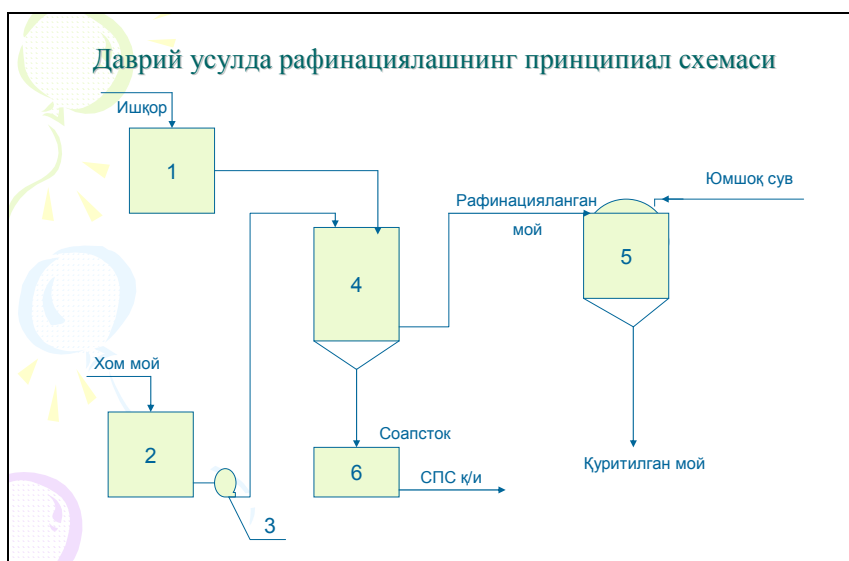 Даврий усулда рафинациялашнинг принципиал схемаси
Ишқор
1
Юмшоқ сув
Рафинацияланган
мой
5
4
Хом мой
Соапсток
2
6
СПС қ/и
Қуритилган мой
3